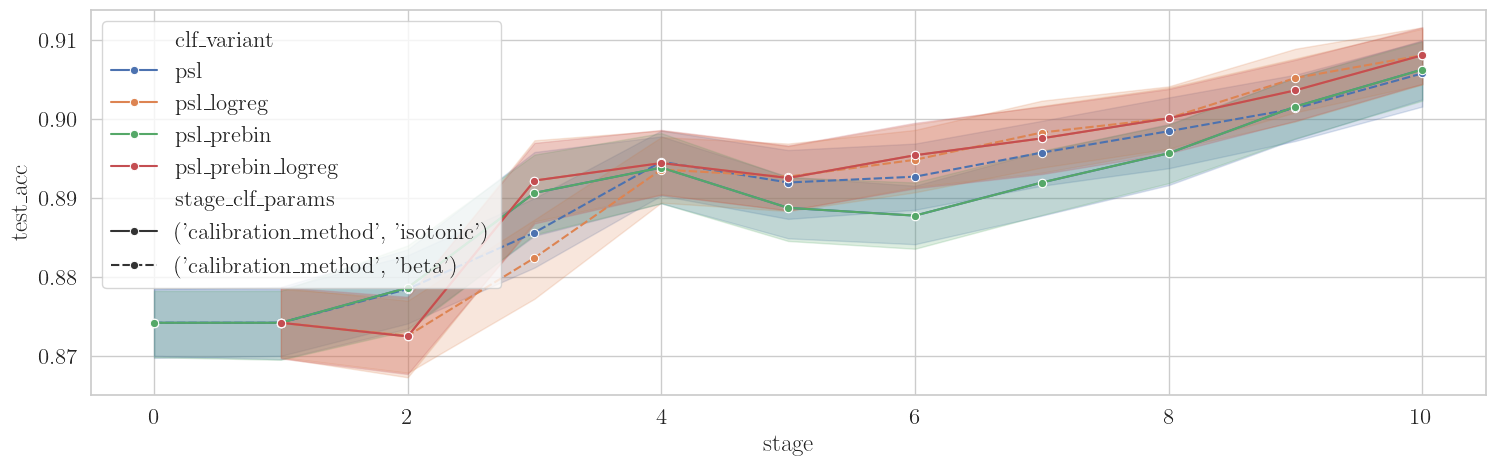 clf_variant
psl
psl_logreg
psl_prebin
psl_prebin_logreg
stage_clf_params
('calibration_method', 'isotonic')
('calibration_method', 'beta')
test_acc
0.91
0.90
0.89
0.88
0.87
0
2
4
6
8
10
stage